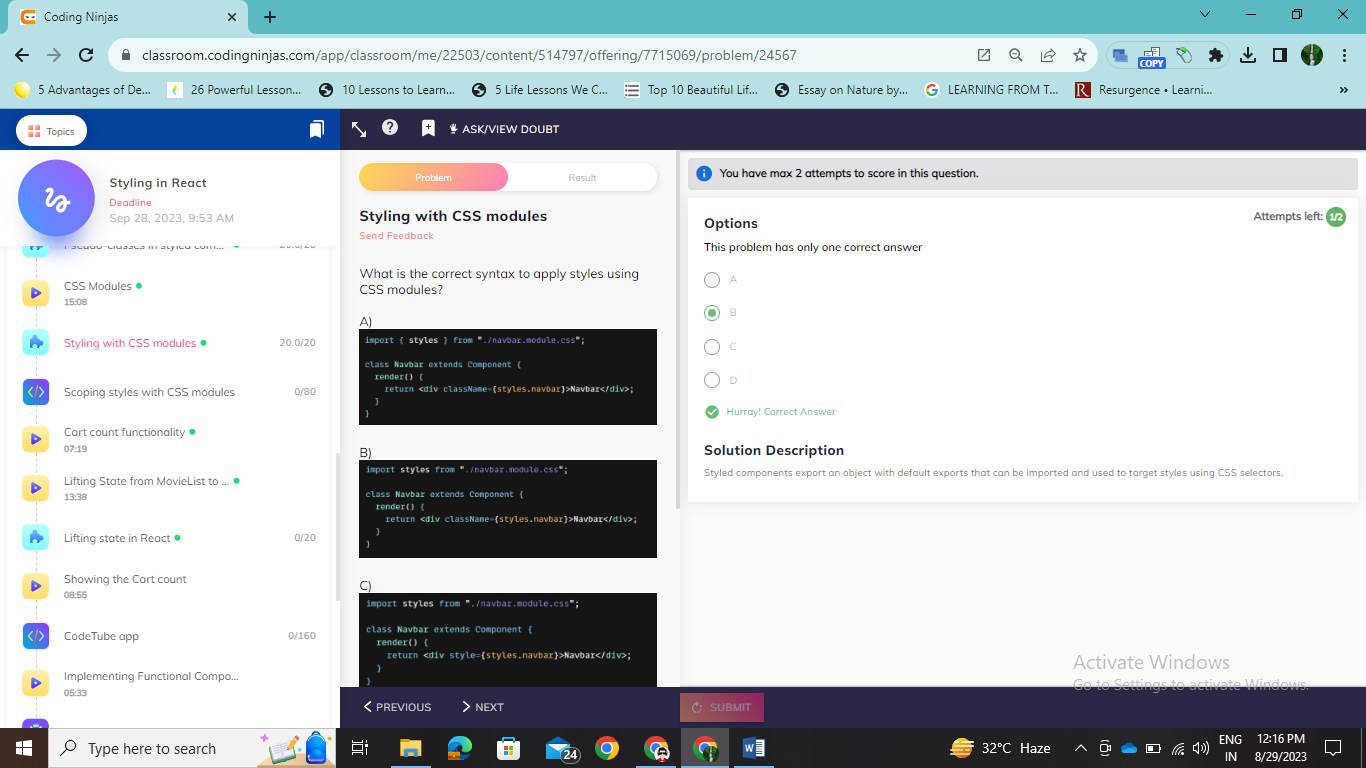 Coding Ninjas
classroom.codingninjas.com/app/classroom/me/22503/content/514797/offering/7715069/problem/24567
COPY
5 Advantages of De...
26 Powerful Lesson...
10 Lessons to Learn...
5 Life Lessons We C...
Top 10 Beautiful Lif...
Essay on Nature by...
LEARNING FROM T...
Resurgence • Learni...
Topics
ASK/VIEW DOUBT
Styling in React
Deadline
Sep 28, 2023, 9:53 AM
Pseudo-classes in styled com...
20.0/20
CSS Modules
15:08
Styling with CSS modules
20.0/20
Scoping styles with CSS modules
0/80
Cart count functionality
07:19
Lifting State from MovieList to ...
13:38
Lifting state in React
0/20
Showing the Cart count
08:55
CodeTube app
0/160
Implementing Functional Compo...
05:33
Problem
Result
Styling with CSS modules
Send Feedback
What is the correct syntax to apply styles using
CSS modules?
A)
import { styles } from "./navbar.module.css";
class Navbar extends Component {
render() {
return <div className={styles.navbar}>Navbar</div>;
}
}
B)
import styles from "./navbar.module.css";
class Navbar extends Component {
render() {
return <div className={styles.navbar}>Navbar</div>;
}
}
C)
import styles from "./navbar.module.css";
class Navbar extends Component {
render() {
return <div style={styles.navbar}>Navbar</div>;
}
}
PREVIOUS
NEXT
You have max 2 attempts to score in this question.
Options
Attempts left: 1/2
This problem has only one correct answer
A
B
C
D
Hurray! Correct Answer
Solution Description
Styled components export an object with default exports that can be imported and used to target styles using CSS selectors.
Activate Windows
Go to Settings to activate Windows.
SUBMIT
Type here to search
24
32°C Haze
ENG
IN
12:16 PM
8/29/2023